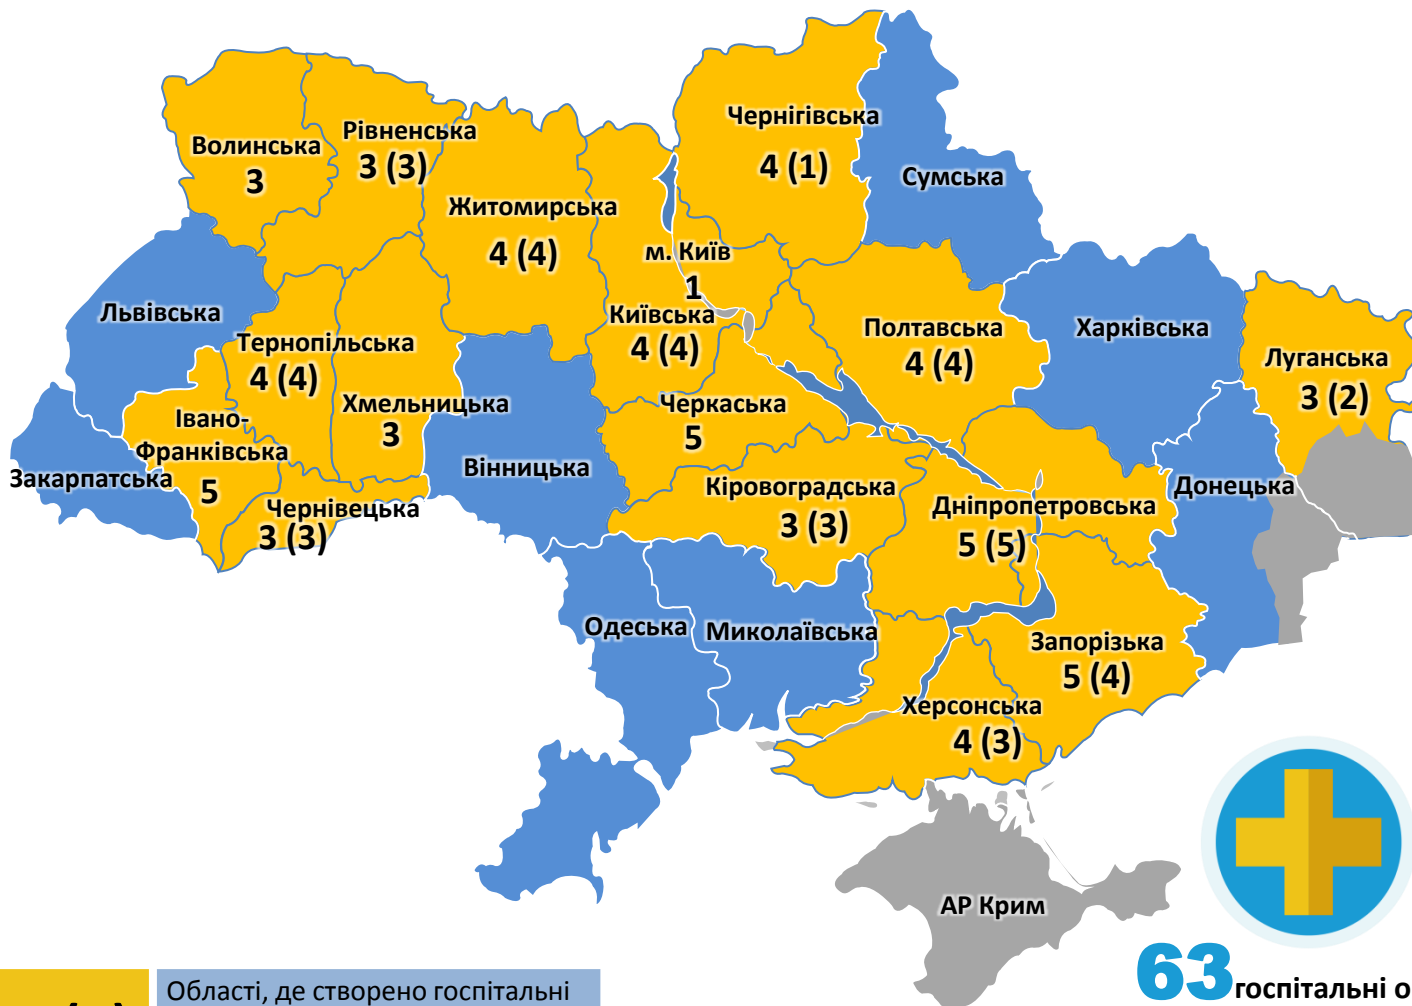 Чернігівська
4 (1)
Волинська
3
Рівненська
3 (3)
Сумська
Житомирська
4 (4)
м. Київ
1
Львівська
Тернопільська
4 (4)
Київська
4 (4)
Полтавська
4 (4)
Харківська
Луганська
3 (2)
Хмельницька
3
Черкаська
5
Івано-
Франківська
5
Закарпатська
Вінницька
Кіровоградська
3 (3)
Донецька
Чернівецька
3 (3)
Дніпропетровська
5 (5)
Одеська
Миколаївська
Запорізька
5 (4)
Херсонська
4 (3)
АР Крим
63 госпітальні о
Області, де створено госпітальні